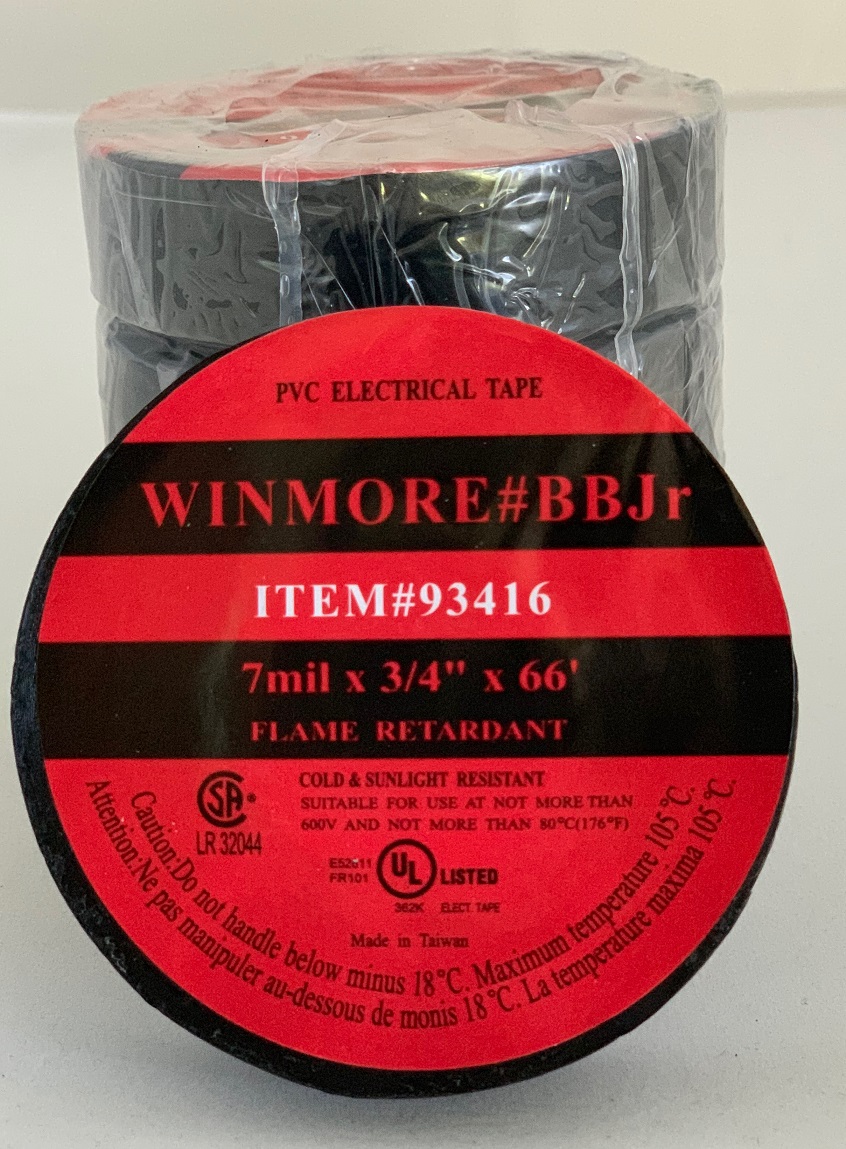 PVC ELECTRICAL TAPE
WINMORE#BBJr
ITEM#93416
7mil x 3/4" x 66'
FLAME RETARDANT
COLD & SUNLIGHT RESISTANT
SUITABLE FOR USE AT NOT MORE THAN
600V AND NOT MORE THAN 80°C(176°F)
SA
LR 32044
FR101
UL LISTED
362K ELECT. TAPE
Made in Taiwan
Caution:Do not handle below minus 18°C. Maximum temperature 105°C.
Attention:Ne pas manipuler au-dessous de monis 18°C. La temperature maxima 105°C.